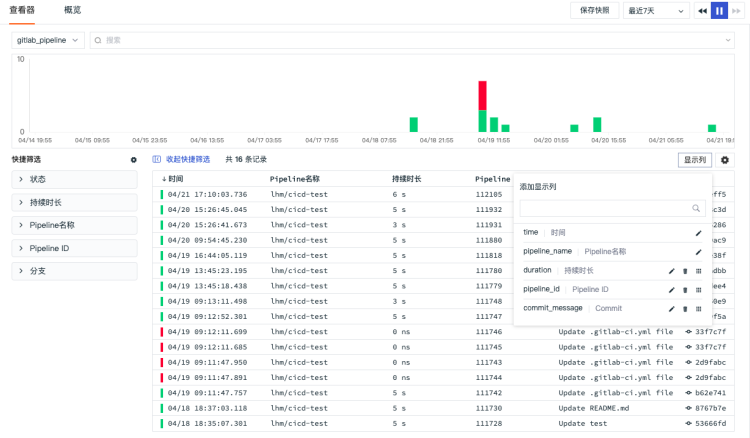 查看器 概览 保存快照 最近7天
gitlab_pipeline 搜索
10
0
04/14 19:55 04/15 09:55 04/15 23:55 04/16 13:55 04/17 03:55 04/17 17:55 04/18 07:55 04/18 21:55 04/19 11:55 04/20 01:55 04/20 15:55 04/21 05:55 04/21 19:5
快捷筛选 收起快捷筛选 共 16 条记录 显示列
状态
持续时长
Pipeline名称
Pipeline ID
分支
↓时间 Pipeline名称 持续时长 Pipeline
04/21 17:10:03.736 lhm/cicd-test 6 s 112105 ff5
04/20 15:26:45.045 lhm/cicd-test 5 s 111932 c3d
04/20 15:26:41.673 lhm/cicd-test 3 s 111931 286
04/20 09:54:45.230 lhm/cicd-test 5 s 111880 ac9
04/19 16:44:05.119 lhm/cicd-test 5 s 111818 38f
04/19 13:45:23.195 lhm/cicd-test 5 s 111780 dbb
04/19 13:45:18.438 lhm/cicd-test 5 s 111779 ee4
04/19 09:13:11.498 lhm/cicd-test 3 s 111748 0e9
04/19 09:12:52.301 lhm/cicd-test 5 s 111747 f5a
04/19 09:12:11.699 lhm/cicd-test 0 ns 111746 Update .gitlab-ci.yml file 33f7c7f
04/19 09:12:11.685 lhm/cicd-test 0 ns 111745 Update .gitlab-ci.yml file 33f7c7f
04/19 09:11:47.950 lhm/cicd-test 0 ns 111743 Update .gitlab-ci.yml file 2d9fabc
04/19 09:11:47.891 lhm/cicd-test 0 ns 111744 Update .gitlab-ci.yml file 2d9fabc
04/19 09:11:47.757 lhm/cicd-test 5 s 111742 Update .gitlab-ci.yml file b62e741
04/18 18:37:03.118 lhm/cicd-test 5 s 111730 Update README.md 8767b7e
04/18 18:35:07.301 lhm/cicd-test 5 s 111728 Update test 53666fd
添加显示列
time 时间
pipeline_name Pipeline名称
duration 持续时长
pipeline_id Pipeline ID
commit_message Commit